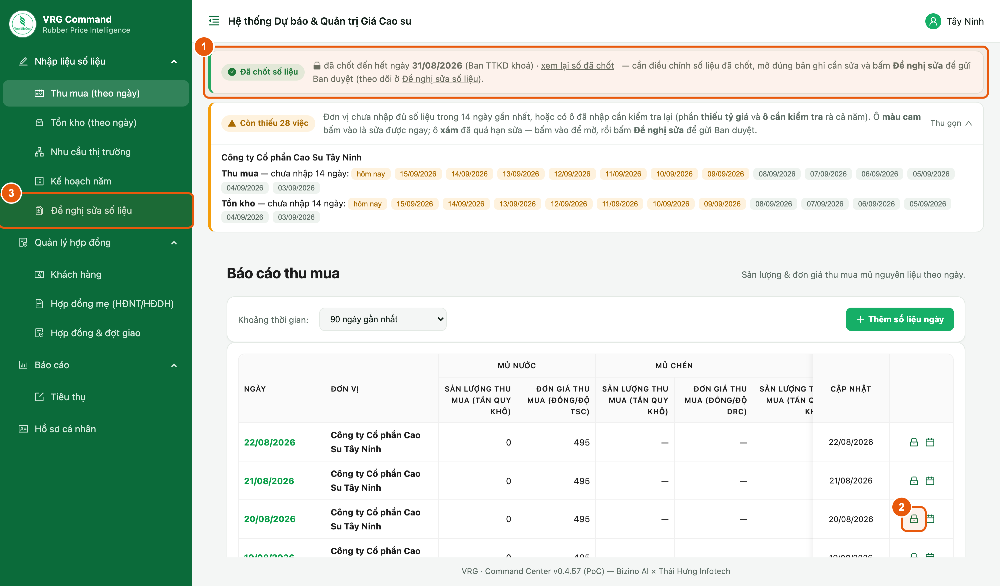 VRG Command
Rubber Price Intelligence
Nhập liệu số liệu
Thu mua (theo ngày)
Tồn kho (theo ngày)
Nhu cầu thị trường
Kế hoạch năm
3
Đề nghị sửa số liệu
Quản lý hợp đồng
Khách hàng
Hợp đồng mẹ (HĐNT/HĐDH)
Hợp đồng & đợt giao
Báo cáo
Tiêu thụ
Hồ sơ cá nhân
Hệ thống Dự báo & Quản trị Giá Cao su
Tây Ninh
1
Đã chốt số liệu
đã chốt đến hết ngày 31/08/2026 (Ban TTKD khoá) · xem lại số đã chốt — cần điều chỉnh số liệu đã chốt, mở đúng bản ghi cần sửa và bấm Đề nghị sửa để gửi
Ban duyệt (theo dõi ở Đề nghị sửa số liệu).
Còn thiếu 28 việc
Đơn vị chưa nhập đủ số liệu trong 14 ngày gần nhất, hoặc có ô đã nhập cần kiểm tra lại (phần thiếu tỷ giá và ô cần kiểm tra rà cả năm). Ô màu cam
bấm vào là sửa được ngay; ô xám đã quá hạn sửa — bấm vào để mở, rồi bấm Đề nghị sửa để gửi Ban duyệt.
Thu gọn
Công ty Cổ phần Cao Su Tây Ninh
Thu mua — chưa nhập 14 ngày: hôm nay 15/09/2026 14/09/2026 13/09/2026 12/09/2026 11/09/2026 10/09/2026 09/09/2026 08/09/2026 07/09/2026 06/09/2026 05/09/2026
04/09/2026 03/09/2026
Tồn kho — chưa nhập 14 ngày: hôm nay 15/09/2026 14/09/2026 13/09/2026 12/09/2026 11/09/2026 10/09/2026 09/09/2026 08/09/2026 07/09/2026 06/09/2026 05/09/2026
04/09/2026 03/09/2026
Báo cáo thu mua
Sản lượng & đơn giá thu mua mủ nguyên liệu theo ngày.
Khoảng thời gian: 90 ngày gần nhất
+ Thêm số liệu ngày
MỦ NƯỚC MỦ CHÉN
NGÀY ĐƠN VỊ SẢN LƯỢNG THU ĐƠN GIÁ THU SẢN LƯỢNG THU ĐƠN GIÁ THU SẢN LƯỢNG T CẬP NHẬT
MUA (TẤN QUY MUA (ĐỒNG/ĐỘ MUA (TẤN QUY MUA (ĐỒNG/ĐỘ MUA (TẤN Q
KHÔ) TSC) KHÔ) DRC) KH
22/08/2026 Công ty Cổ phần Cao Su Tây Ninh 0 495 — — 22/08/2026
21/08/2026 Công ty Cổ phần Cao Su Tây Ninh 0 495 — — 21/08/2026
20/08/2026 Công ty Cổ phần Cao Su Tây Ninh 0 495 — — 20/08/2026
2
19/08/2026 Công ty Cổ phần Cao 0 495 19/08/2026
VRG · Command Center v0.4.57 (PoC) — Bizino AI × Thái Hưng Infotech